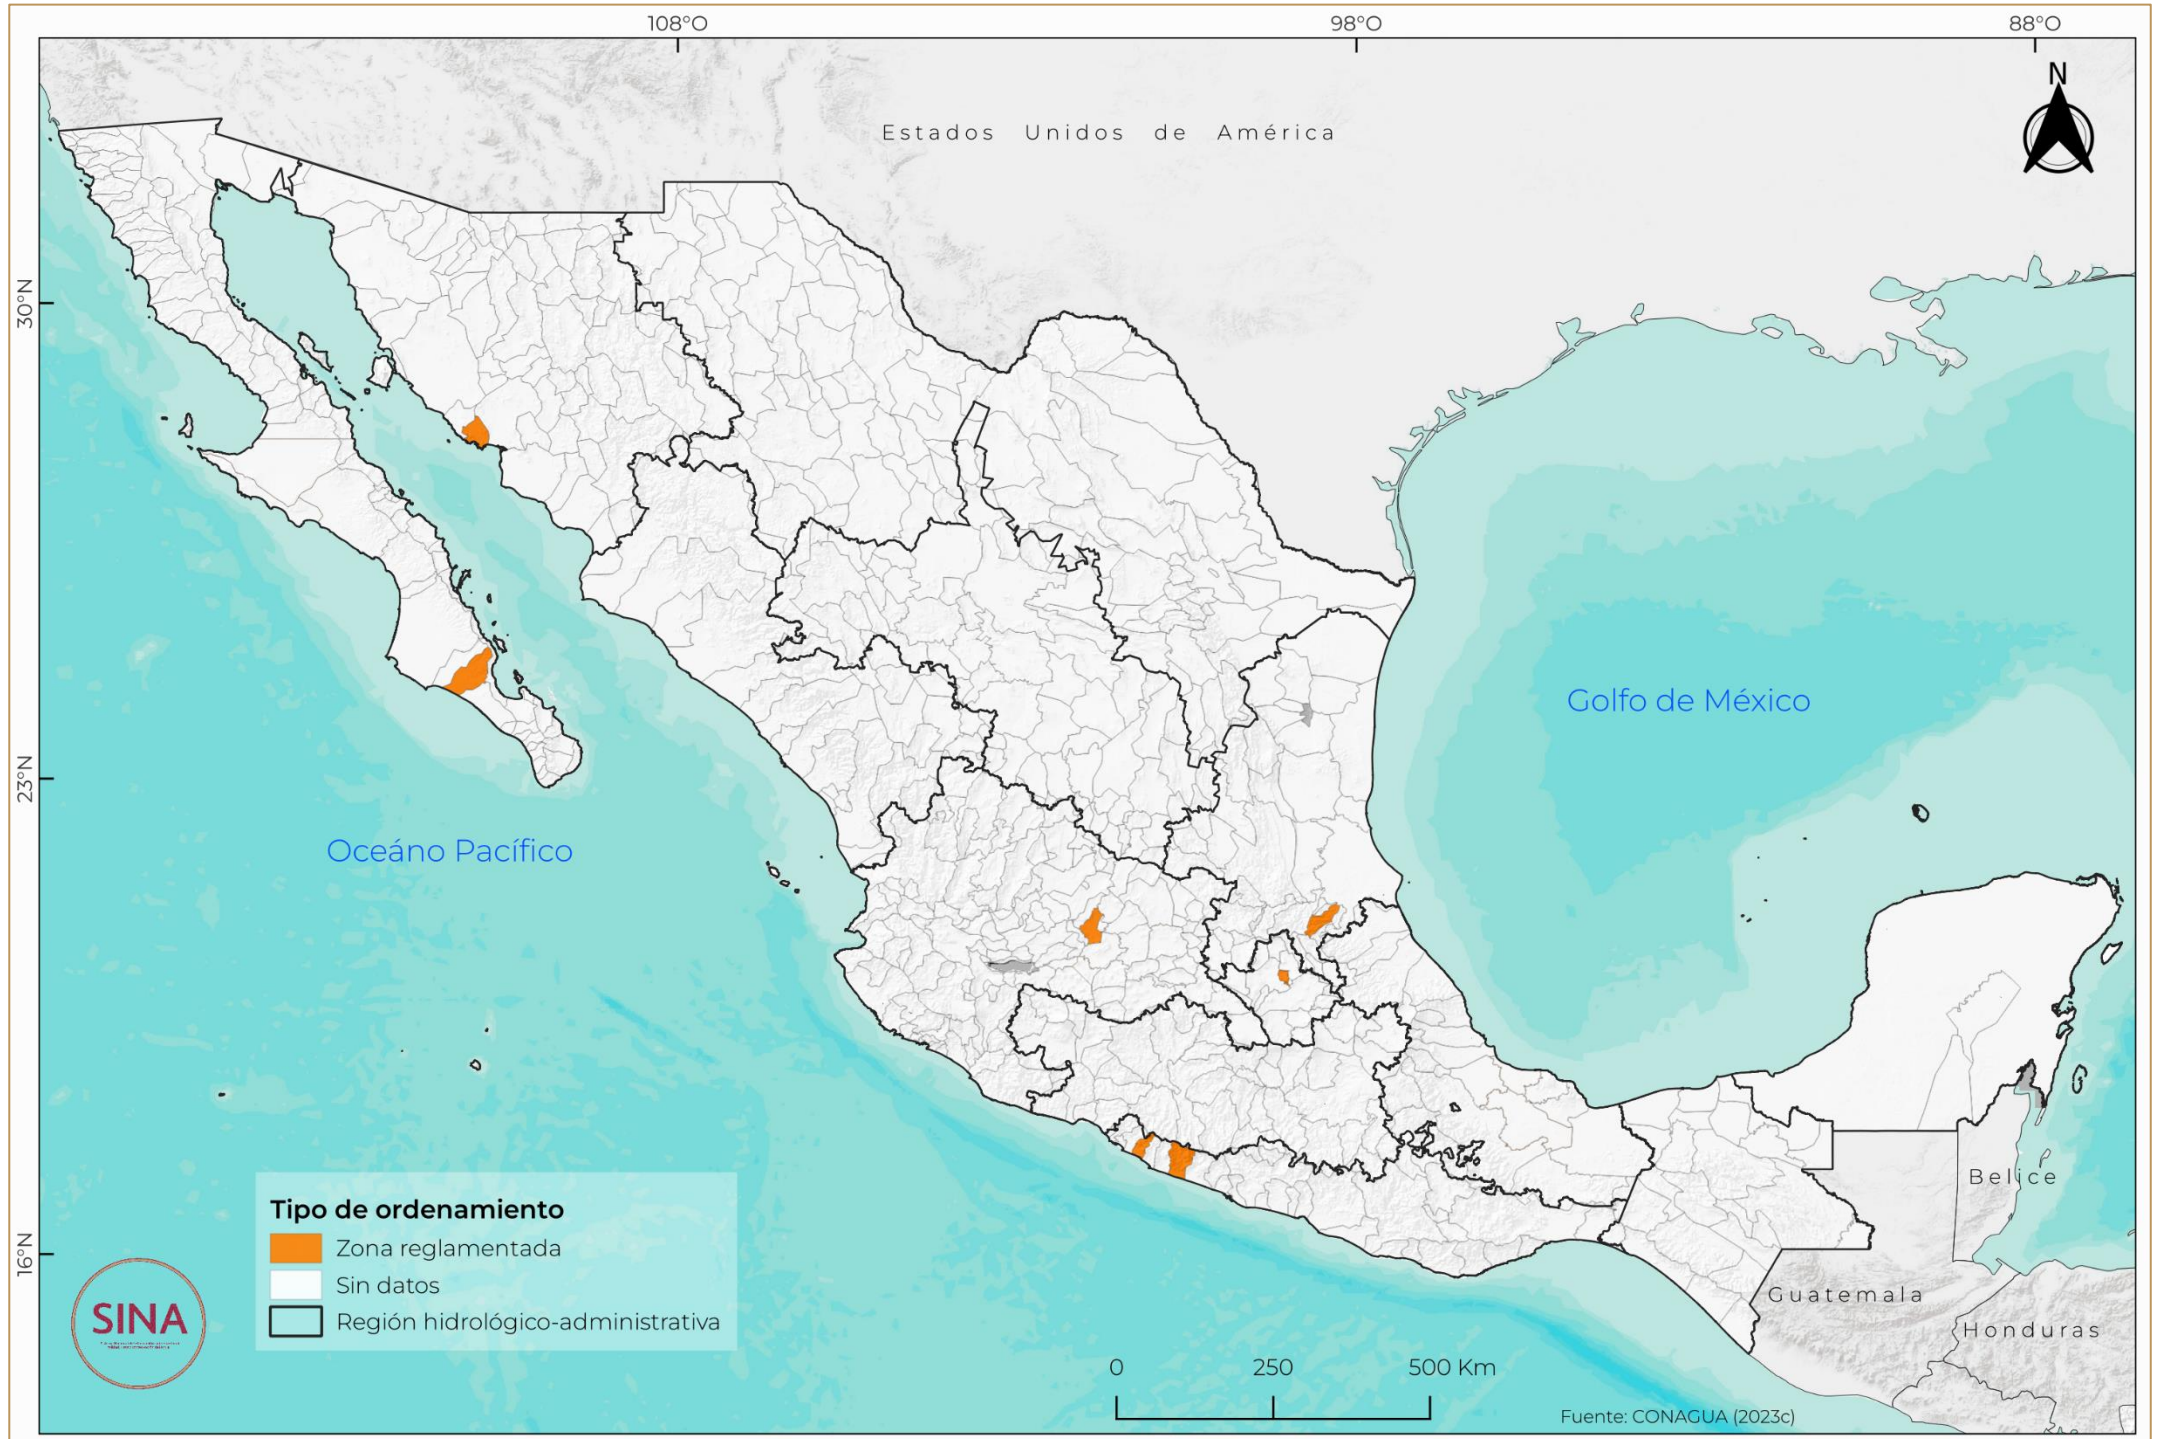 108°O
98°O
88°O
N
Estados Unidos de América
30°N
23°N
16°N
Golfo de México
Oceáno Pacífico
Belice
Guatemala
Honduras
Tipo de ordenamiento
Zona reglamentada
Sin datos
Región hidrológico-administrativa
SINA
0 250 500 Km
Fuente: CONAGUA (2023c)